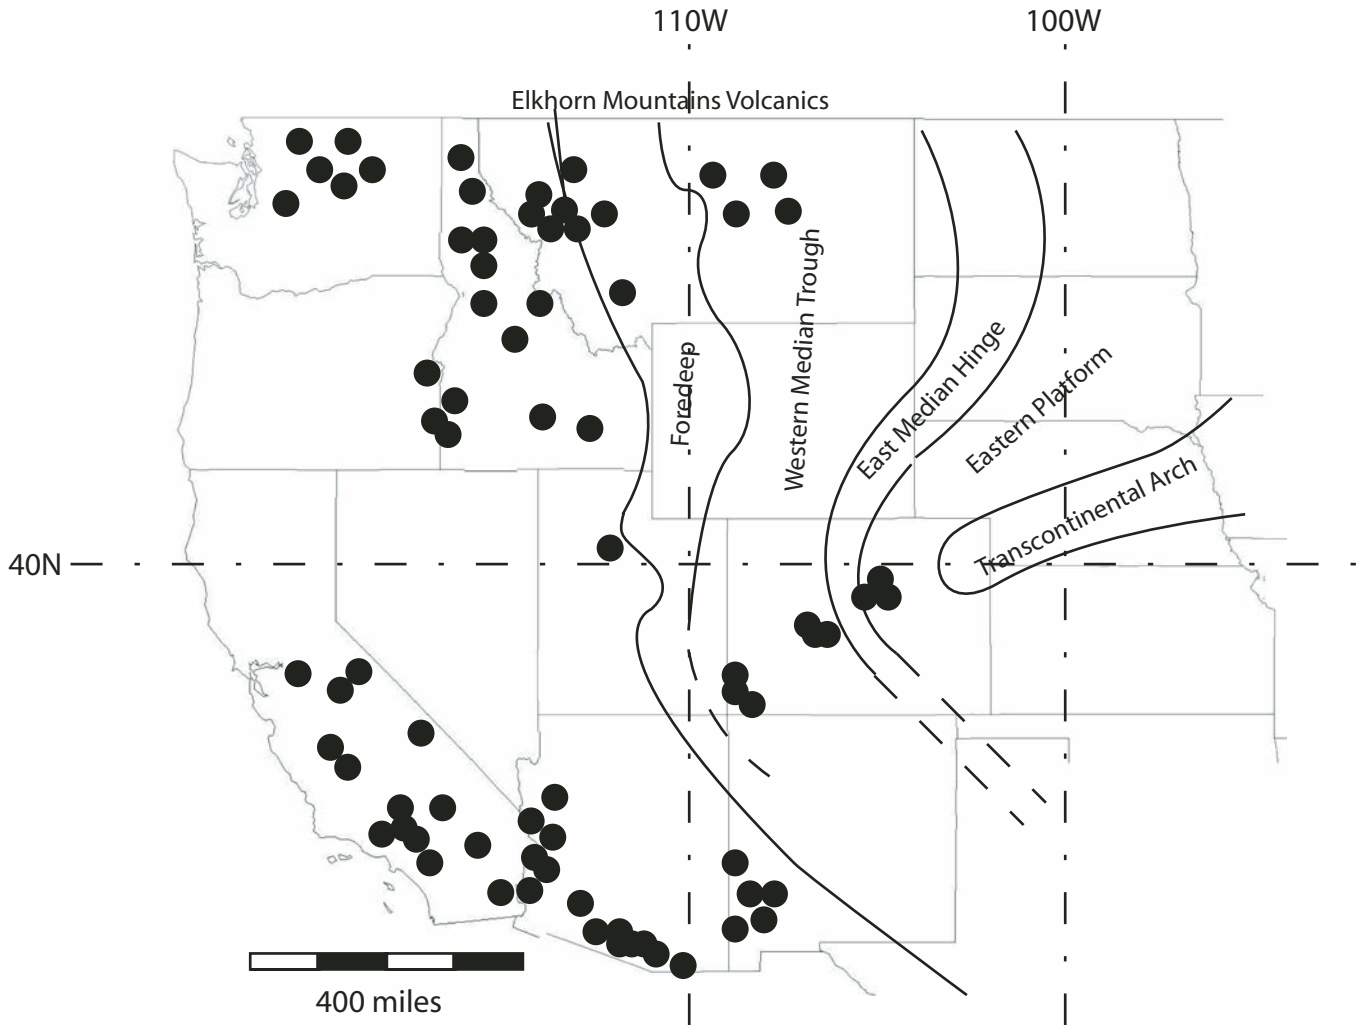 110W
100W
Elkhorn Mountains Volcanics
Foredeep
Western Median Trough
East Median Hinge
Eastern Platform
Transcontinental Arch
40N
400 miles